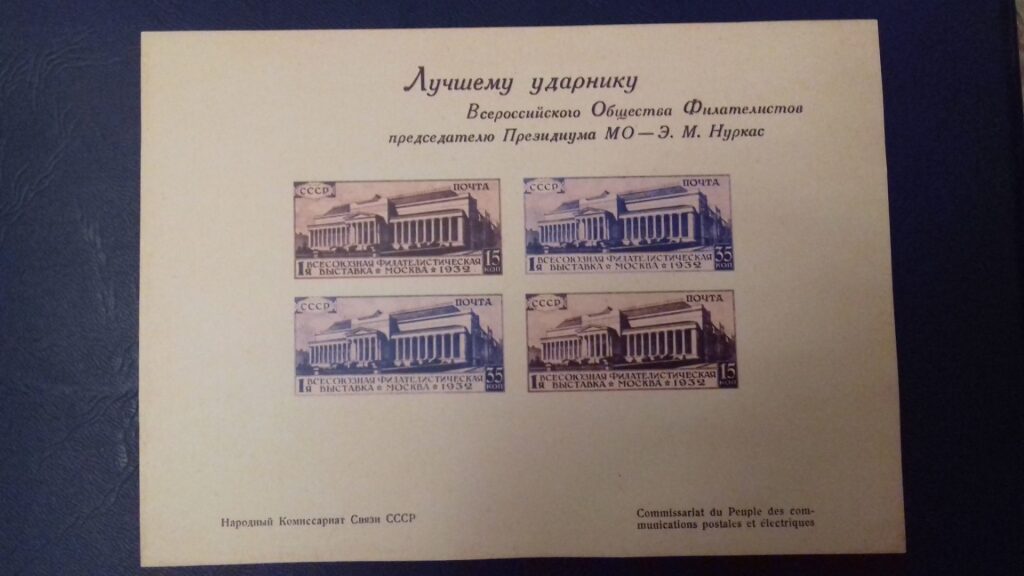 Лучшему ударнику
Всероссийского Общества Филателистов
председателю Президиума МО — Э. М. Нуркас
СССР ПОЧТА
1я ВСЕСОЮЗНАЯ ФИЛАТЕЛИСТИЧЕСКАЯ 15
ВЫСТАВКА * МОСКВА * 1932 КОП
СССР ПОЧТА
1я ВСЕСОЮЗНАЯ ФИЛАТЕЛИСТИЧЕСКАЯ 35
ВЫСТАВКА * МОСКВА * 1932 КОП
СССР ПОЧТА
1я ВСЕСОЮЗНАЯ ФИЛАТЕЛИСТИЧЕСКАЯ 35
ВЫСТАВКА * МОСКВА * 1932 КОП
СССР ПОЧТА
1я ВСЕСОЮЗНАЯ ФИЛАТЕЛИСТИЧЕСКАЯ 15
ВЫСТАВКА * МОСКВА * 1932 КОП
Народный Комиссариат Связи СССР
Commissariat du Peuple des com-
munications postales et électriques